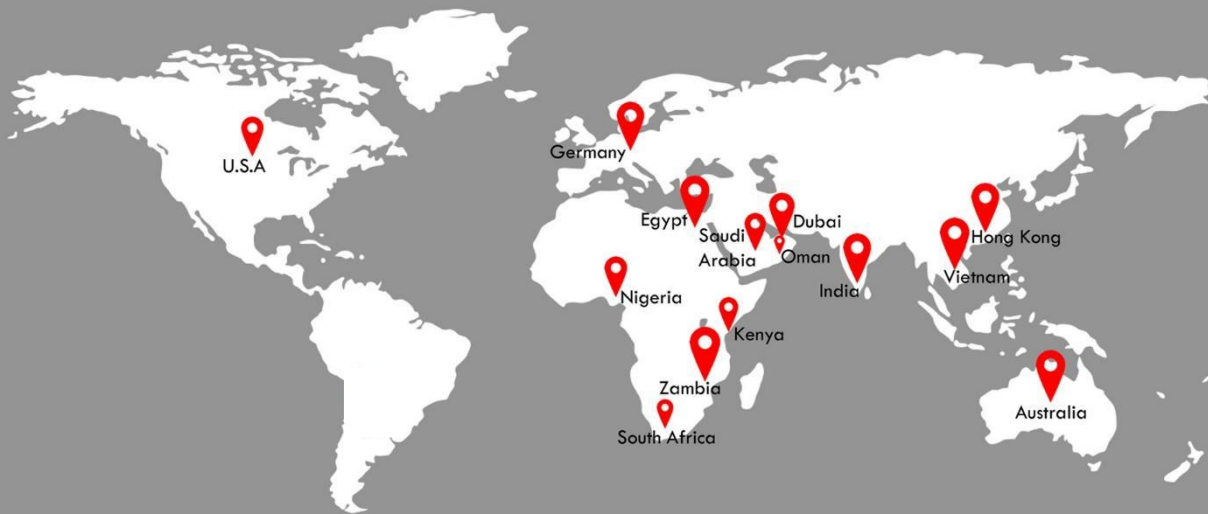 Germany
U.S.A
Egypt
Saudi
Arabia
Dubai
Oman
Hong Kong
Vietnam
India
Nigeria
Kenya
Zambia
Australia
South Africa